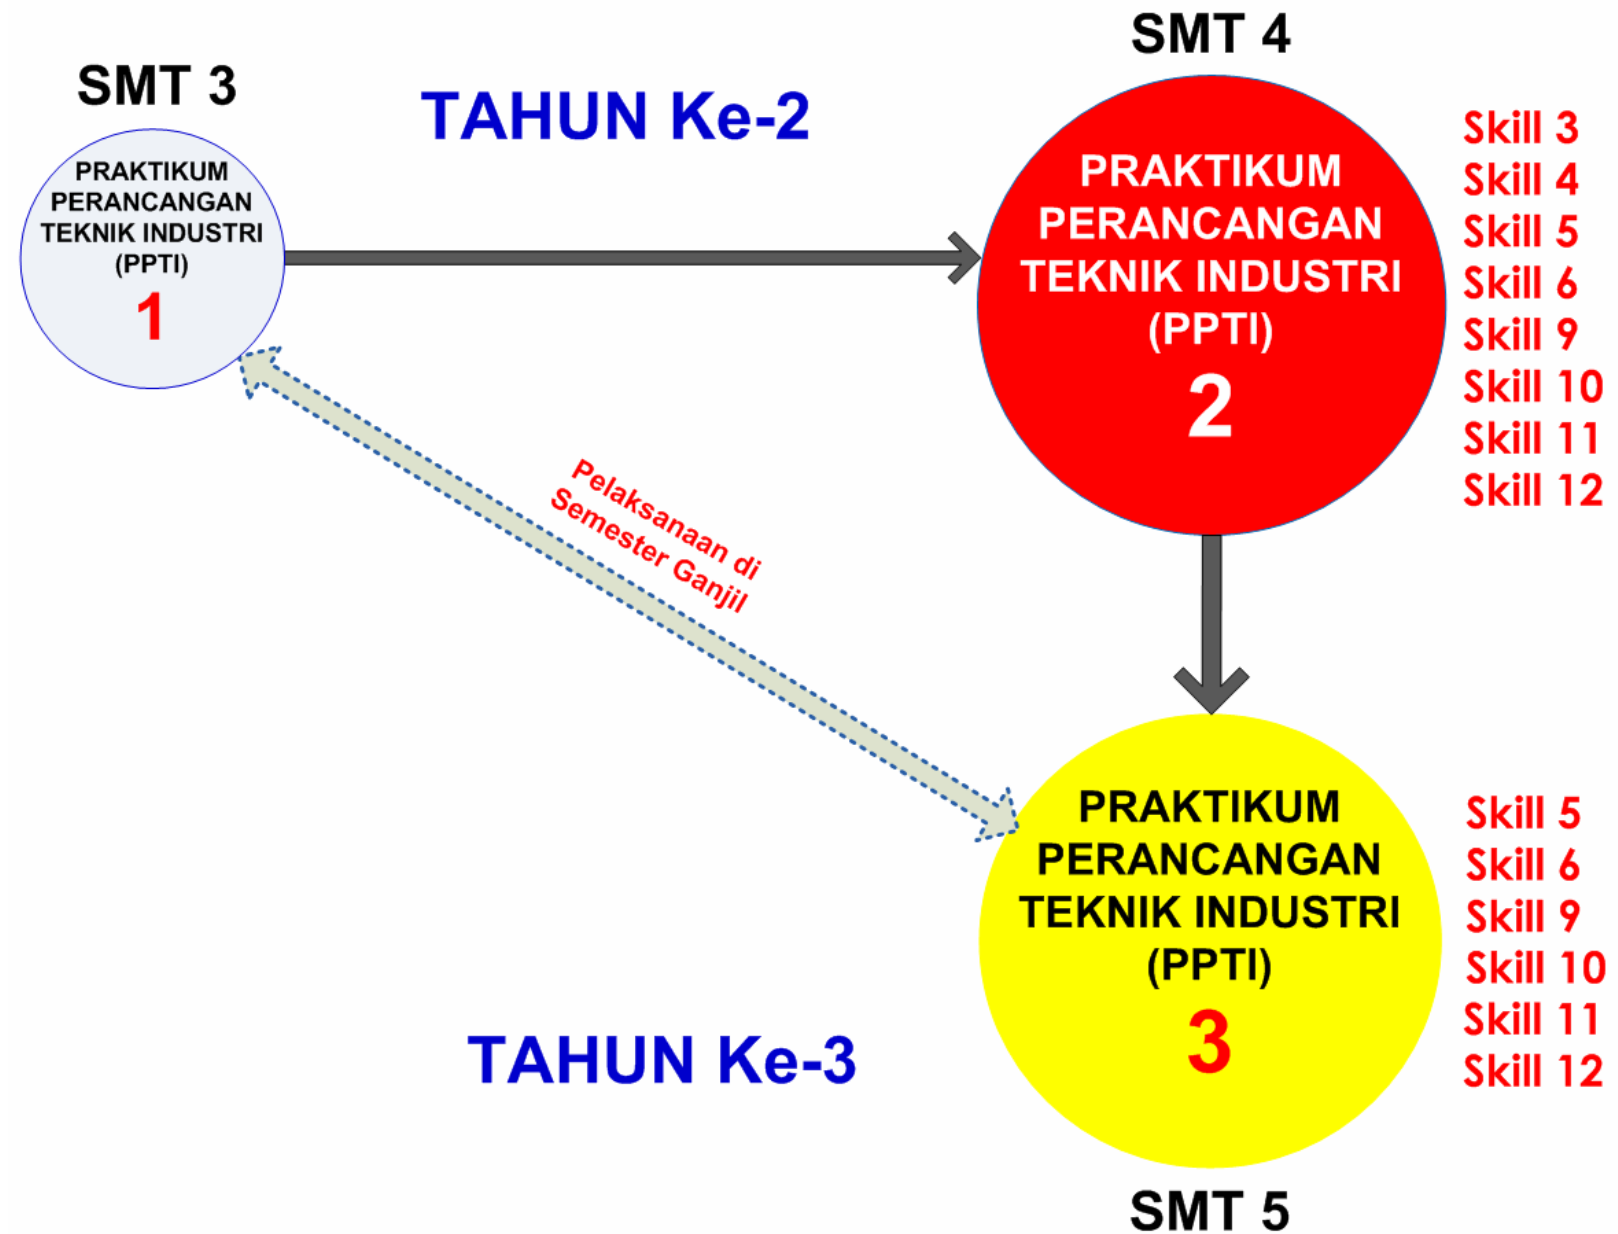 SMT 3
TAHUN Ke-2
SMT 4
PRAKTIKUM
PERANCANGAN
TEKNIK INDUSTRI
(PPTI)
1
PRAKTIKUM
PERANCANGAN
TEKNIK INDUSTRI
(PPTI)
2
Skill 3
Skill 4
Skill 5
Skill 6
Skill 9
Skill 10
Skill 11
Skill 12
Pelaksanaan di
Semester Ganjil
PRAKTIKUM
PERANCANGAN
TEKNIK INDUSTRI
(PPTI)
3
Skill 5
Skill 6
Skill 9
Skill 10
Skill 11
Skill 12
TAHUN Ke-3
SMT 5